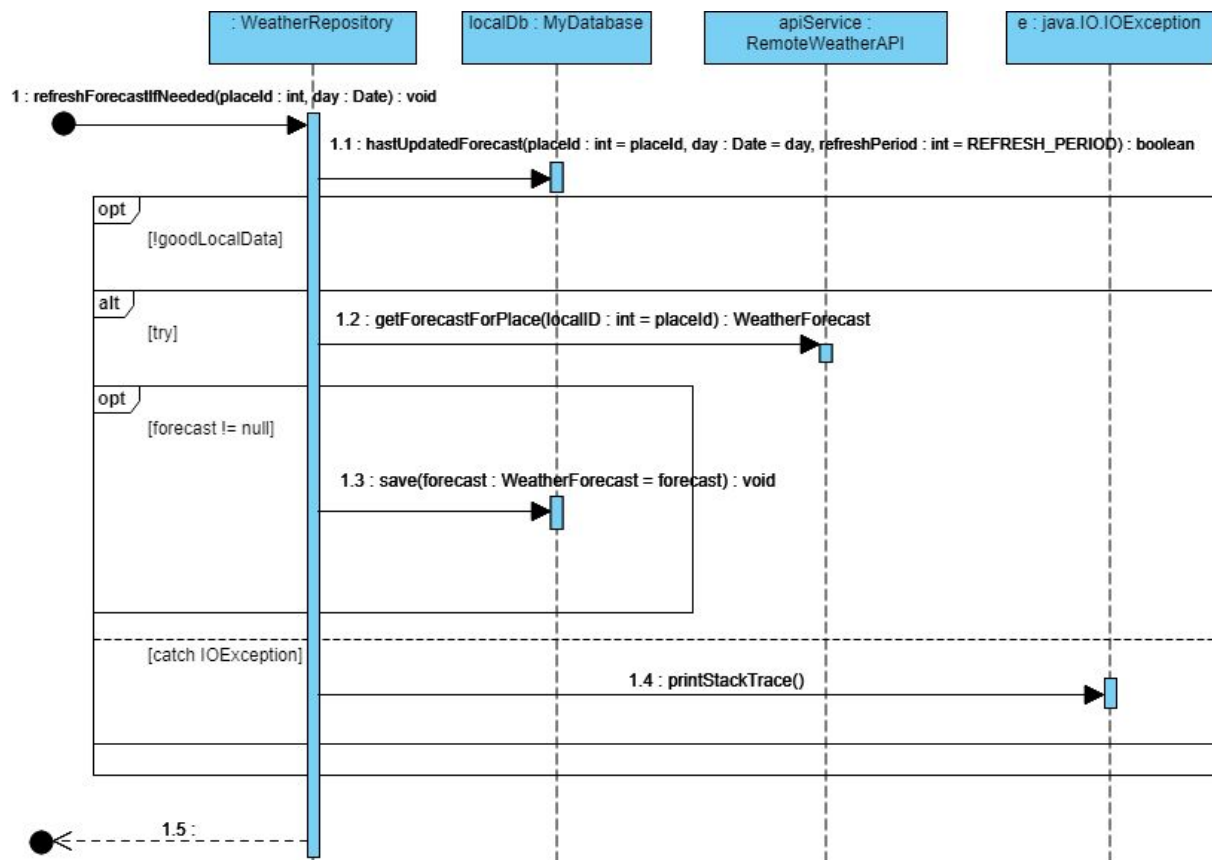 : WeatherRepository
localDb : MyDatabase
apiService :
RemoteWeatherAPI
e : java.IO.IOException
1 : refreshForecastIfNeeded(placeId : int, day : Date) : void
1.1 : hastUpdatedForecast(placeId : int = placeId, day : Date = day, refreshPeriod : int = REFRESH_PERIOD) : boolean
opt
[!goodLocalData]
alt
[try]
1.2 : getForecastForPlace(localID : int = placeId) : WeatherForecast
opt
[forecast != null]
1.3 : save(forecast : WeatherForecast = forecast) : void
[catch IOException]
1.4 : printStackTrace()
1.5 :